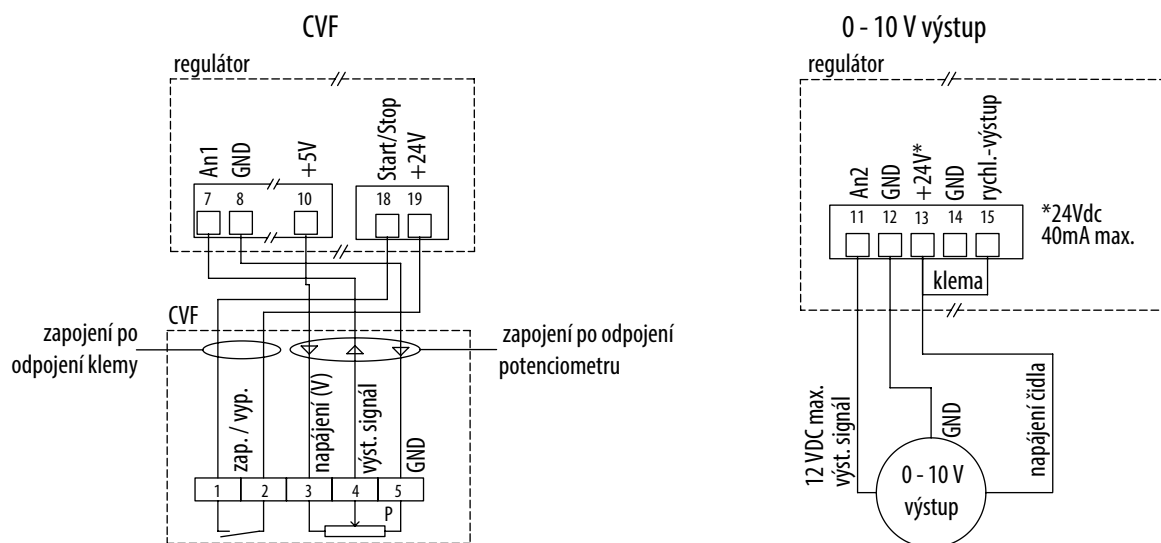 CVF
regulátor
An1
GND
+5V
Start/Stop
+24V
7
8
10
18
19
CVF
zapojení po
odpojení klemy
zapojení po odpojení
potenciometru
zap. / vyp.
napájení (V)
výst. signál
GND
1
2
3
4
5
P
0 - 10 V výstup
regulátor
An2
GND
+24V*
GND
rychl.-výstup
11
12
13
14
15
*24Vdc
40mA max.
klema
12 VDC max.
výst. signál
GND
napájení čidla
0 - 10 V
výstup